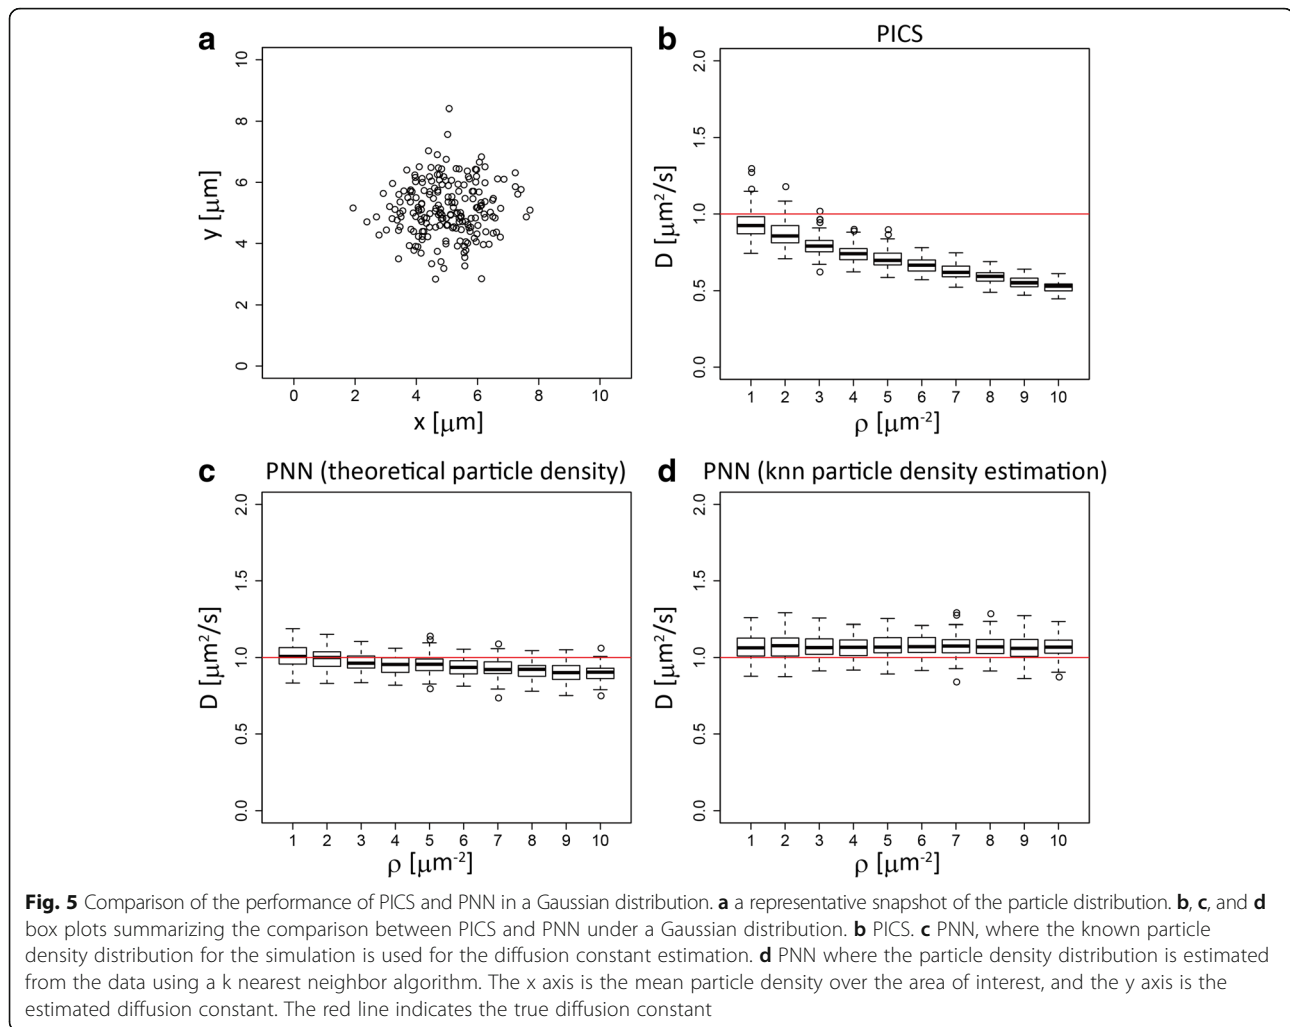 a
y [μm]
10
8
6
4
2
0
0 2 4 6 8 10
x [μm]
b
PICS
D [μm²/s]
2.0
1.5
1.0
0.5
0.0
1 2 3 4 5 6 7 8 9 10
ρ [μm⁻²]
c
PNN (theoretical particle density)
D [μm²/s]
2.0
1.5
1.0
0.5
0.0
1 2 3 4 5 6 7 8 9 10
ρ [μm⁻²]
d
PNN (knn particle density estimation)
D [μm²/s]
2.0
1.5
1.0
0.5
0.0
1 2 3 4 5 6 7 8 9 10
ρ [μm⁻²]
Fig. 5 Comparison of the performance of PICS and PNN in a Gaussian distribution. a a representative snapshot of the particle distribution. b, c, and d
box plots summarizing the comparison between PICS and PNN under a Gaussian distribution. b PICS. c PNN, where the known particle
density distribution for the simulation is used for the diffusion constant estimation. d PNN where the particle density distribution is estimated
from the data using a k nearest neighbor algorithm. The x axis is the mean particle density over the area of interest, and the y axis is the
estimated diffusion constant. The red line indicates the true diffusion constant